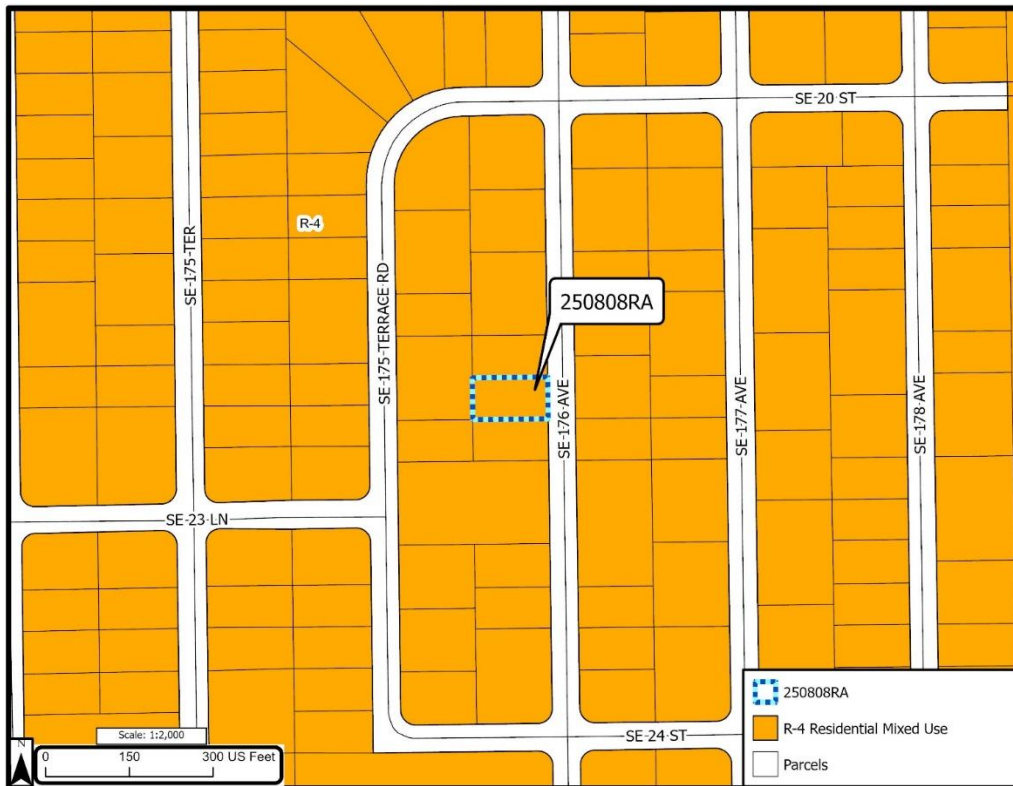 SE 20 ST
SE-175-TER
R-4
SE-175-TERRACE RD
250808RA
SE-176-AVE
SE-177-AVE
SE-178-AVE
SE-23-LN
SE-24 ST
250808RA
R-4 Residential Mixed Use
Parcels
Scale: 1:2,000
N
0 150 300 US Feet